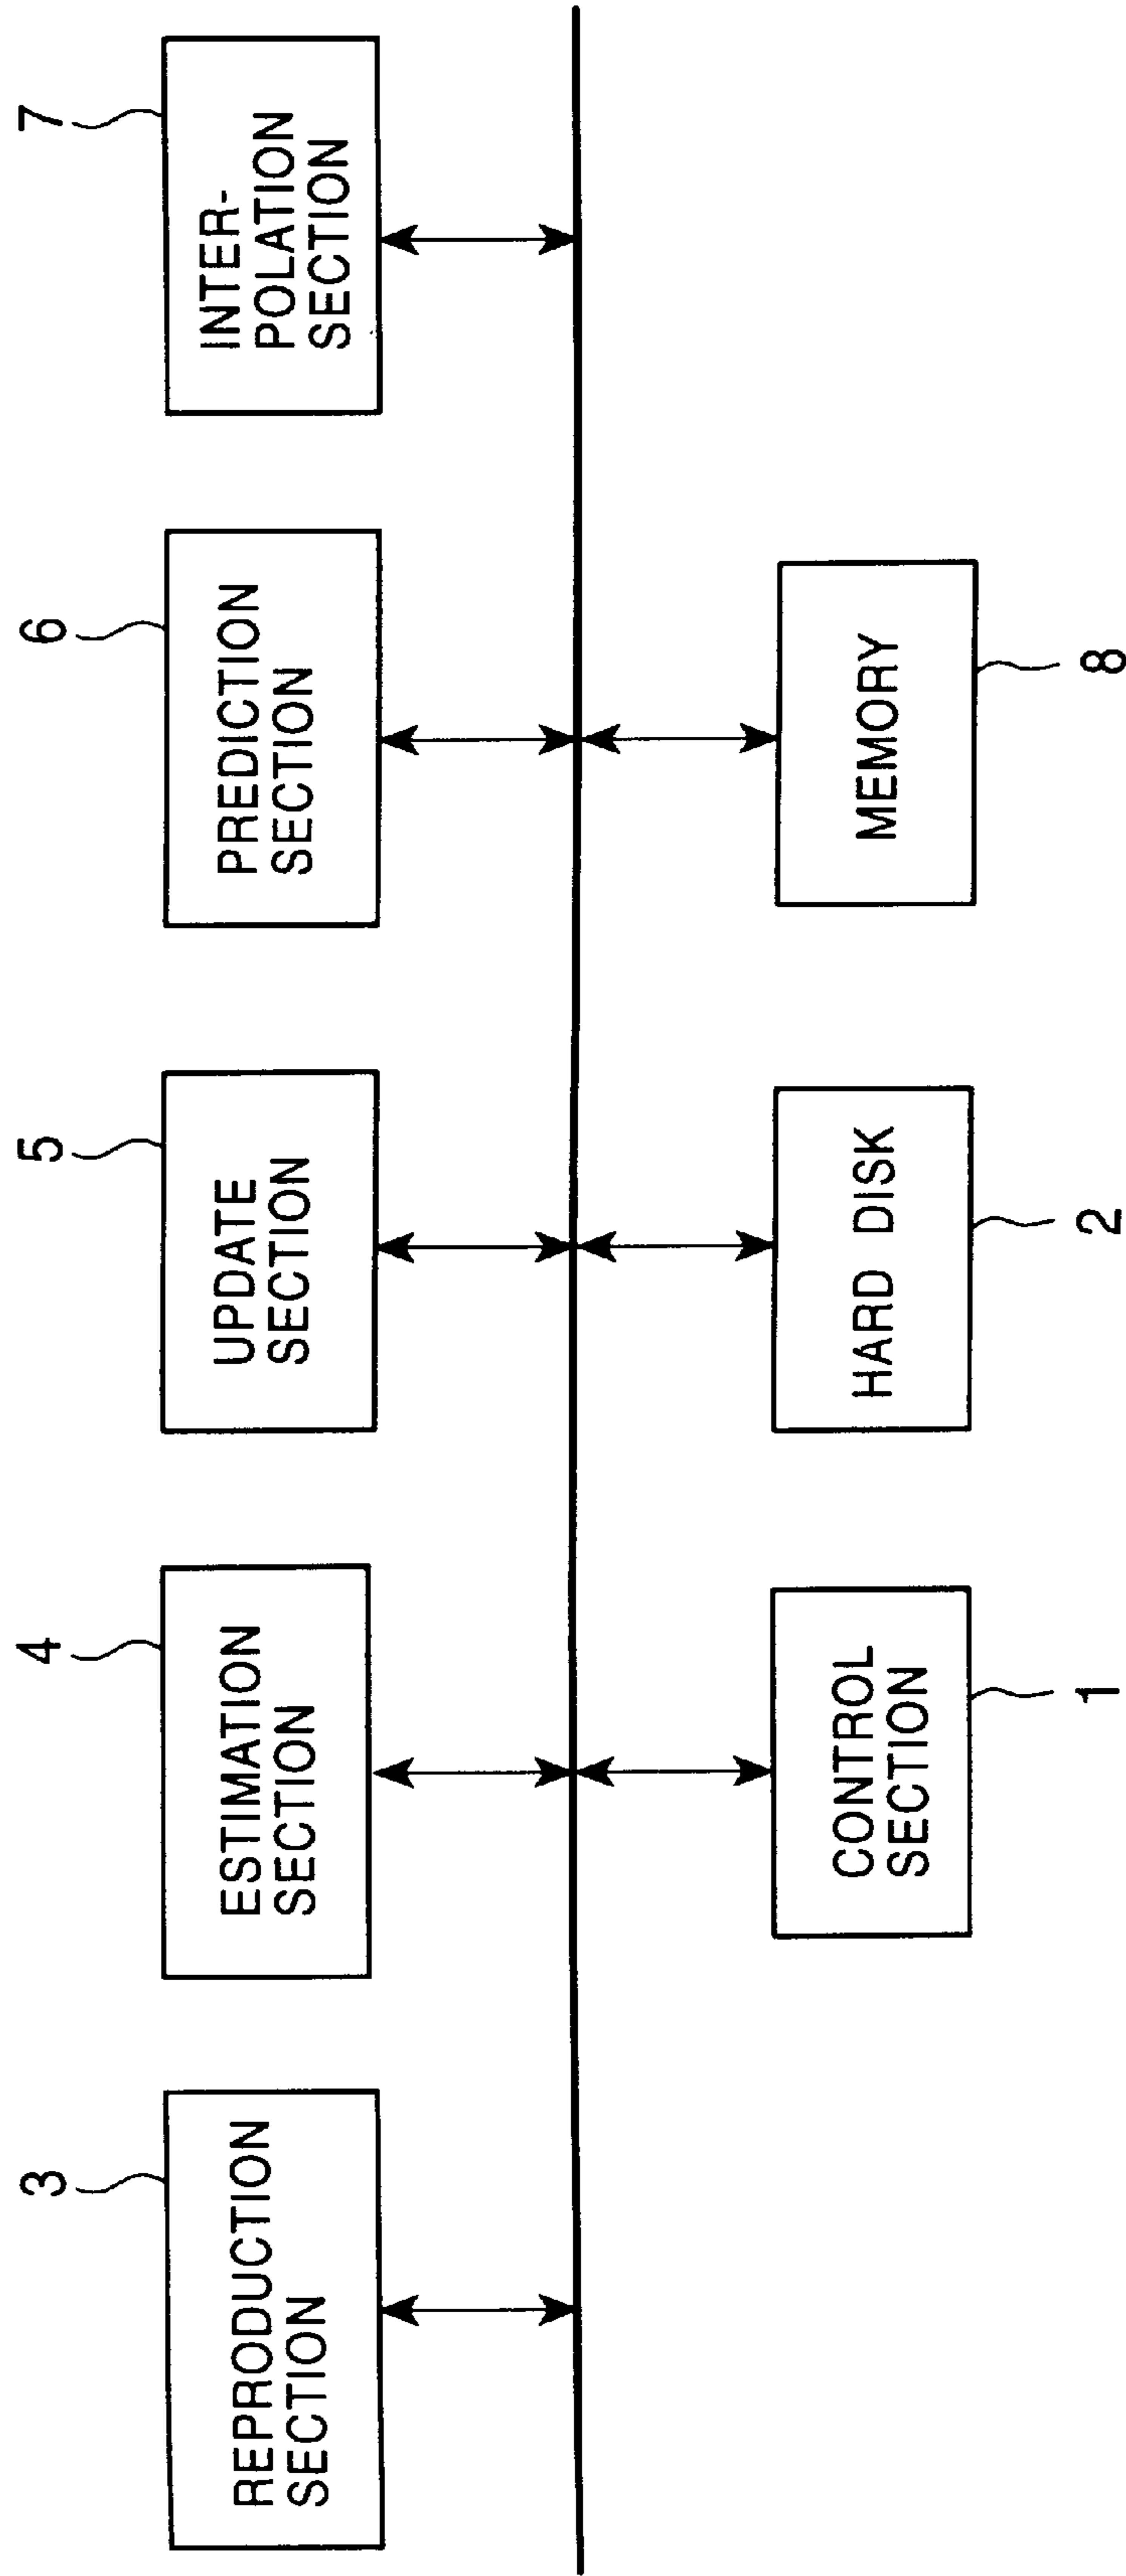 3
REPRODUCTION
SECTION
4
ESTIMATION
SECTION
5
UPDATE
SECTION
6
PREDICTION
SECTION
7
INTER-
POLATION
SECTION
CONTROL
SECTION
1
HARD DISK
2
MEMORY
8